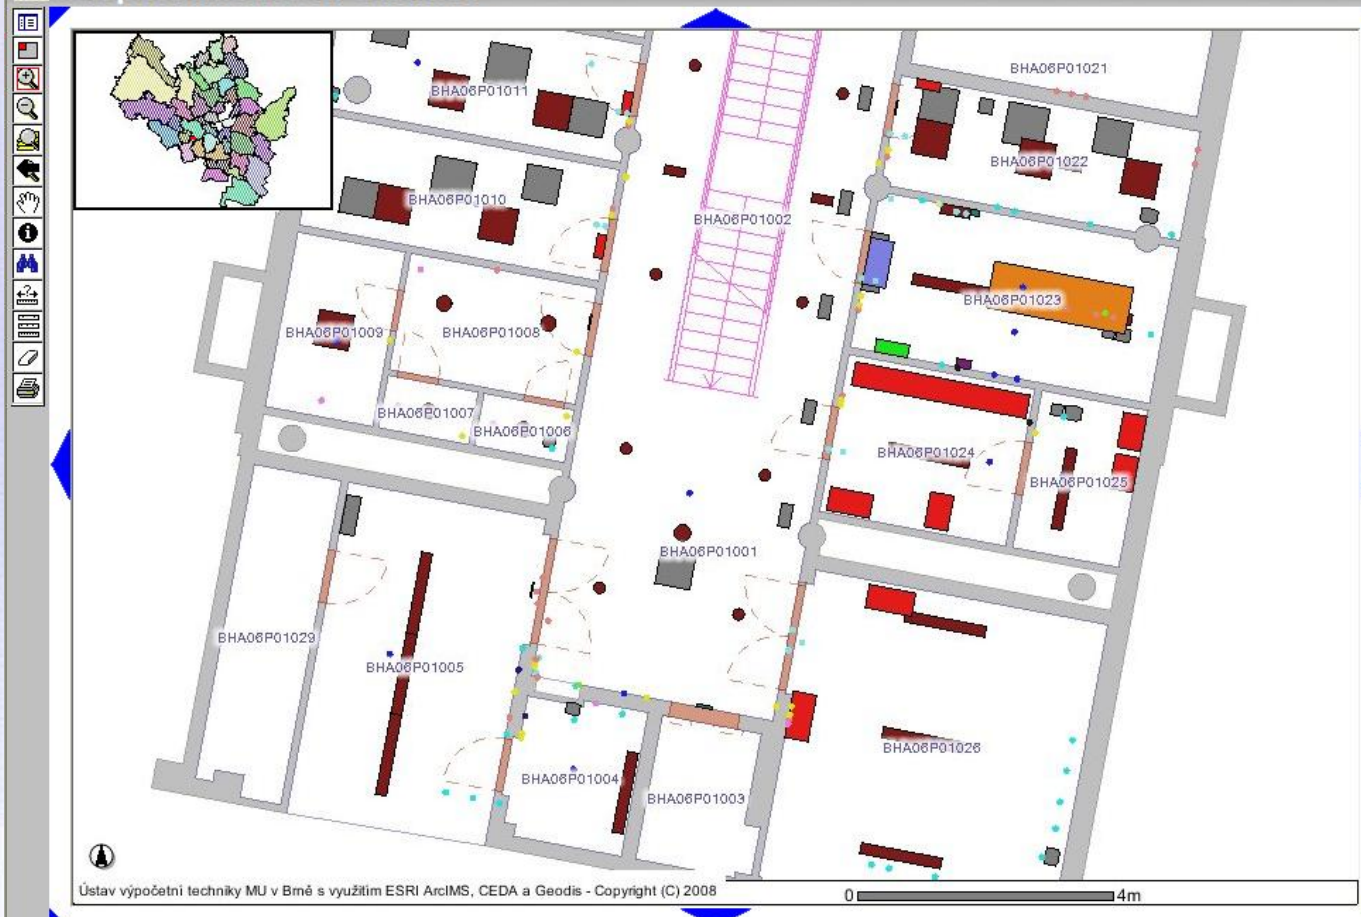 BHA06P01021
BHA06P01011
BHA06P01022
BHA06P01010
BHA06P01002
BHA06P01023
BHA06P01009
BHA06P01008
BHA06P01007
BHA06P01006
BHA06P01024
BHA06P01025
BHA06P01001
BHA06P01029
BHA06P01005
BHA06P01026
BHA06P01004
BHA06P01003
Ústav výpočetní techniky MU v Brně s využitím ESRI ArcIMS, CEDA a Geodis - Copyright (C) 2008
0 4m